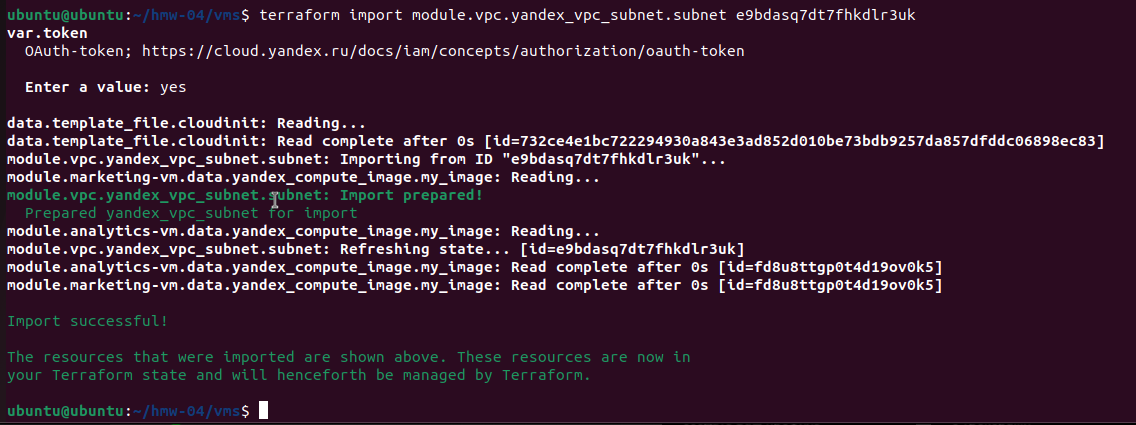 ubuntu@ubuntu:~/hmw-04/vms$ terraform import module.vpc.yandex_vpc_subnet.subnet e9bdasq7dt7fhkdlr3uk
var.token
  OAuth-token; https://cloud.yandex.ru/docs/iam/concepts/authorization/oauth-token
  Enter a value: yes
data.template_file.cloudinit: Reading...
data.template_file.cloudinit: Read complete after 0s [id=732ce4e1bc722294930a843e3ad852d010be73bdb9257da857dfddc06898ec83]
module.vpc.yandex_vpc_subnet.subnet: Importing from ID "e9bdasq7dt7fhkdlr3uk"...
module.marketing-vm.data.yandex_compute_image.my_image: Reading...
module.vpc.yandex_vpc_subnet.subnet: Import prepared!
  Prepared yandex_vpc_subnet for import
module.analytics-vm.data.yandex_compute_image.my_image: Reading...
module.vpc.yandex_vpc_subnet.subnet: Refreshing state... [id=e9bdasq7dt7fhkdlr3uk]
module.analytics-vm.data.yandex_compute_image.my_image: Read complete after 0s [id=fd8u8ttgp0t4d19ov0k5]
module.marketing-vm.data.yandex_compute_image.my_image: Read complete after 0s [id=fd8u8ttgp0t4d19ov0k5]
Import successful!
The resources that were imported are shown above. These resources are now in
your Terraform state and will henceforth be managed by Terraform.
ubuntu@ubuntu:~/hmw-04/vms$